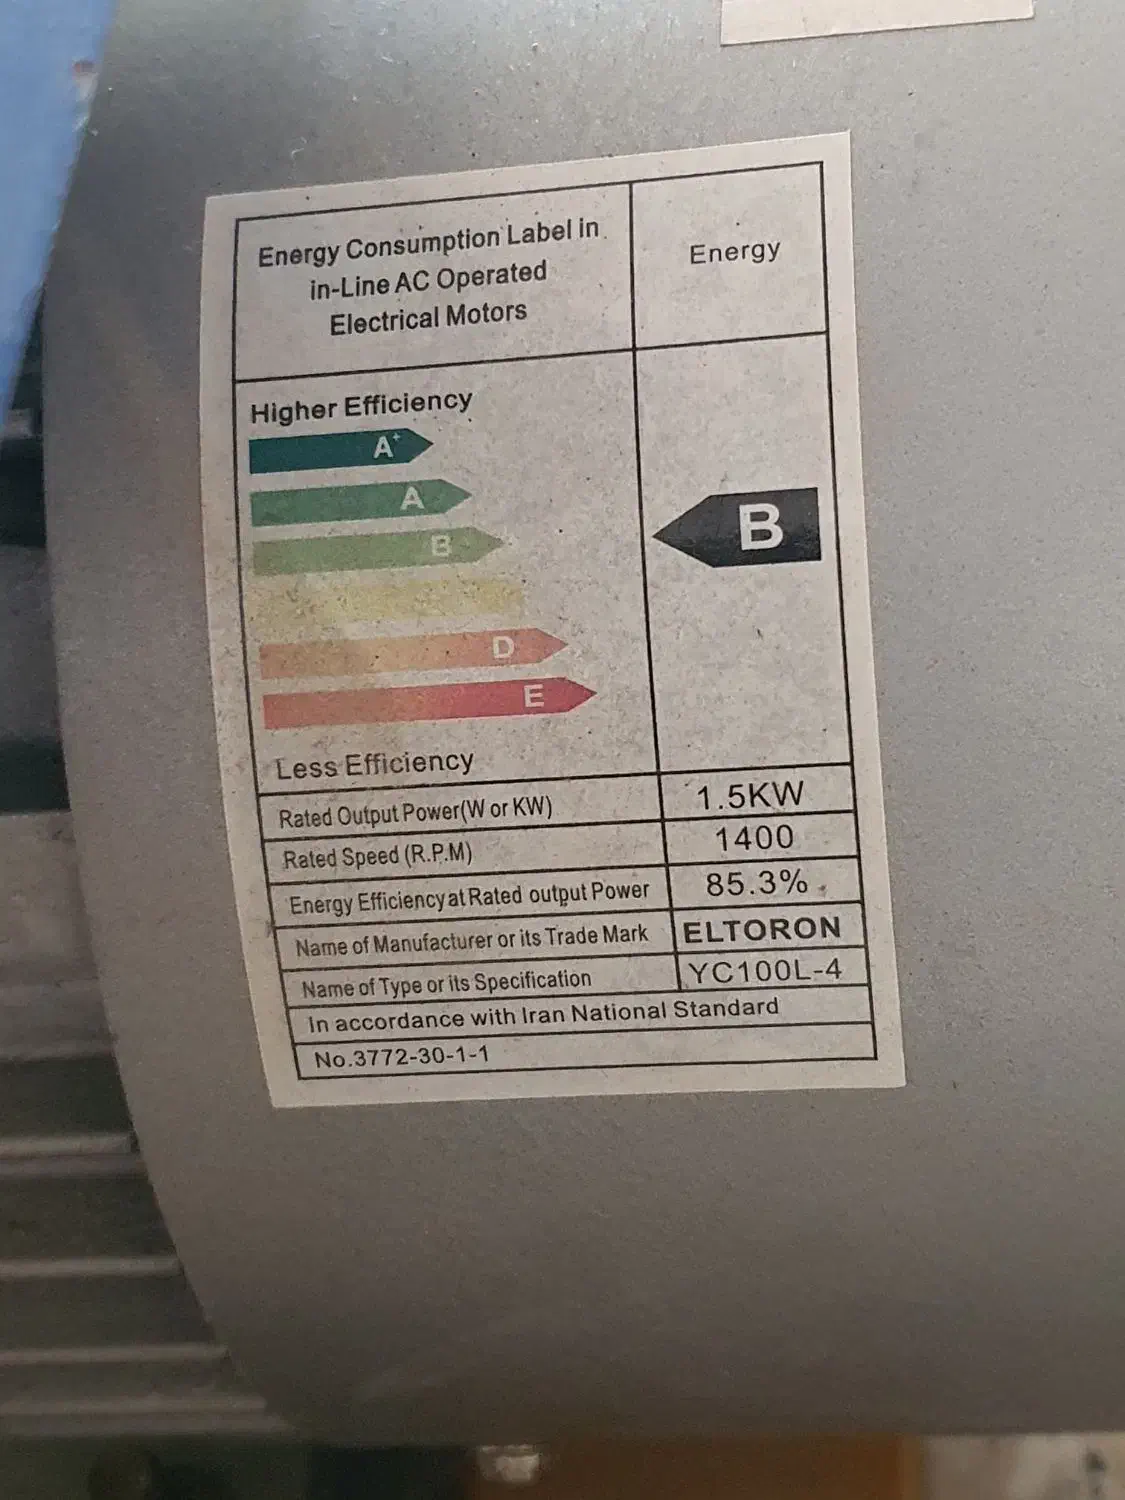 Energy Consumption Label in
in-Line AC Operated
Electrical Motors
Energy
Higher Efficiency
A+
A
B
B
D
E
Less Efficiency
Rated Output Power(W or KW) 1.5KW
Rated Speed (R.P.M) 1400
Energy Efficiency at Rated output Power 85.3%
Name of Manufacturer or its Trade Mark ELTORON
Name of Type or its Specification YC100L-4
In accordance with Iran National Standard
No.3772-30-1-1